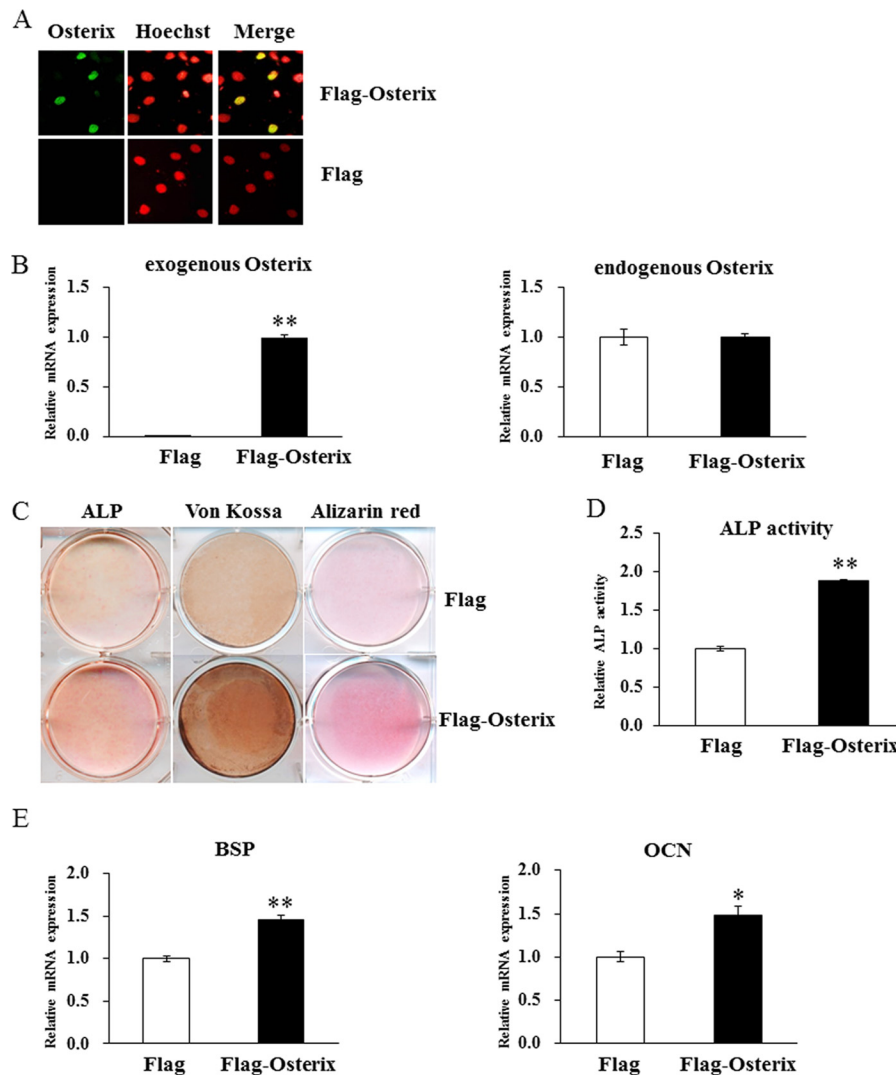 A
Osterix Hoechst Merge
Flag-Osterix
Flag
B
exogenous Osterix
Relative mRNA expression
1.5
1.0
0.5
0.0
**
Flag Flag-Osterix
endogenous Osterix
Relative mRNA expression
1.5
1.0
0.5
0.0
Flag Flag-Osterix
C
ALP Von Kossa Alizarin red
Flag
Flag-Osterix
D
ALP activity
Relative ALP activity
2.5
2.0
1.5
1.0
0.5
0.0
**
Flag Flag-Osterix
E
BSP
Relative mRNA expression
2.0
1.5
1.0
0.5
0.0
**
Flag Flag-Osterix
OCN
Relative mRNA expression
2.0
1.5
1.0
0.5
0.0
*
Flag Flag-Osterix